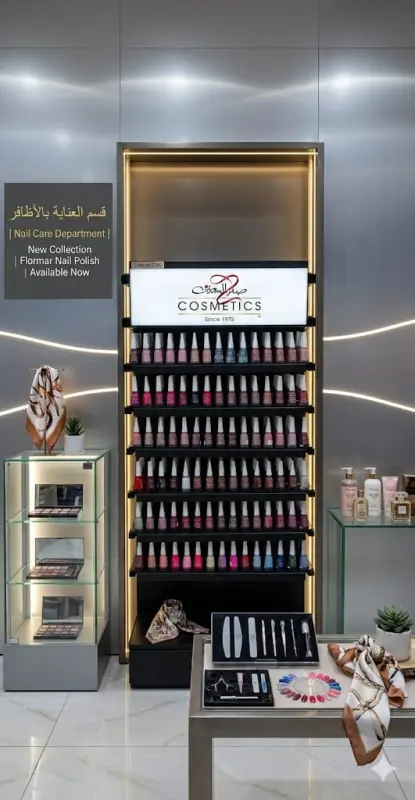 قسم العناية بالأظافر
| Nail Care Department |
New Collection
| Flormar Nail Polish
| Available Now
COSMETICS
Since 1975